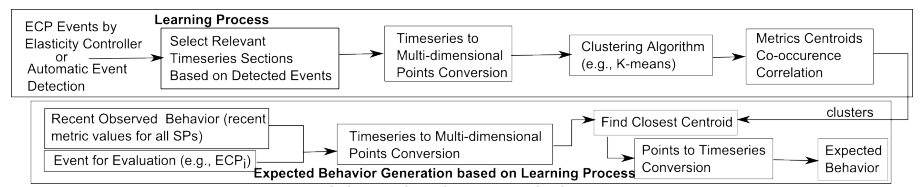 Learning Process
ECP Events by
Elasticity Controller
or
Automatic Event
Detection
Select Relevant
Timeseries Sections
Based on Detected Events
Timeseries to
Multi-dimensional
Points Conversion
Clustering Algorithm
(e.g., K-means)
Metrics Centroids
Co-occurence
Correlation
clusters
Recent Observed Behavior (recent
metric values for all SPs)
Event for Evaluation (e.g., ECPi)
Timeseries to Multi-dimensional
Points Conversion
Find Closest Centroid
Points to Timeseries
Conversion
Expected
Behavior
Expected Behavior Generation based on Learning Process